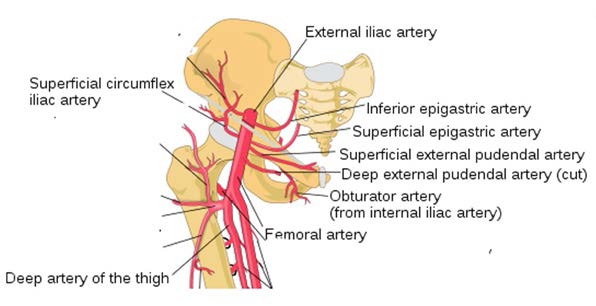 External iliac artery
Superficial circumflex
iliac artery
Inferior epigastric artery
Superficial epigastric artery
Superficial external pudendal artery
Deep external pudendal artery (cut)
Obturator artery
(from internal iliac artery)
Femoral artery
Deep artery of the thigh